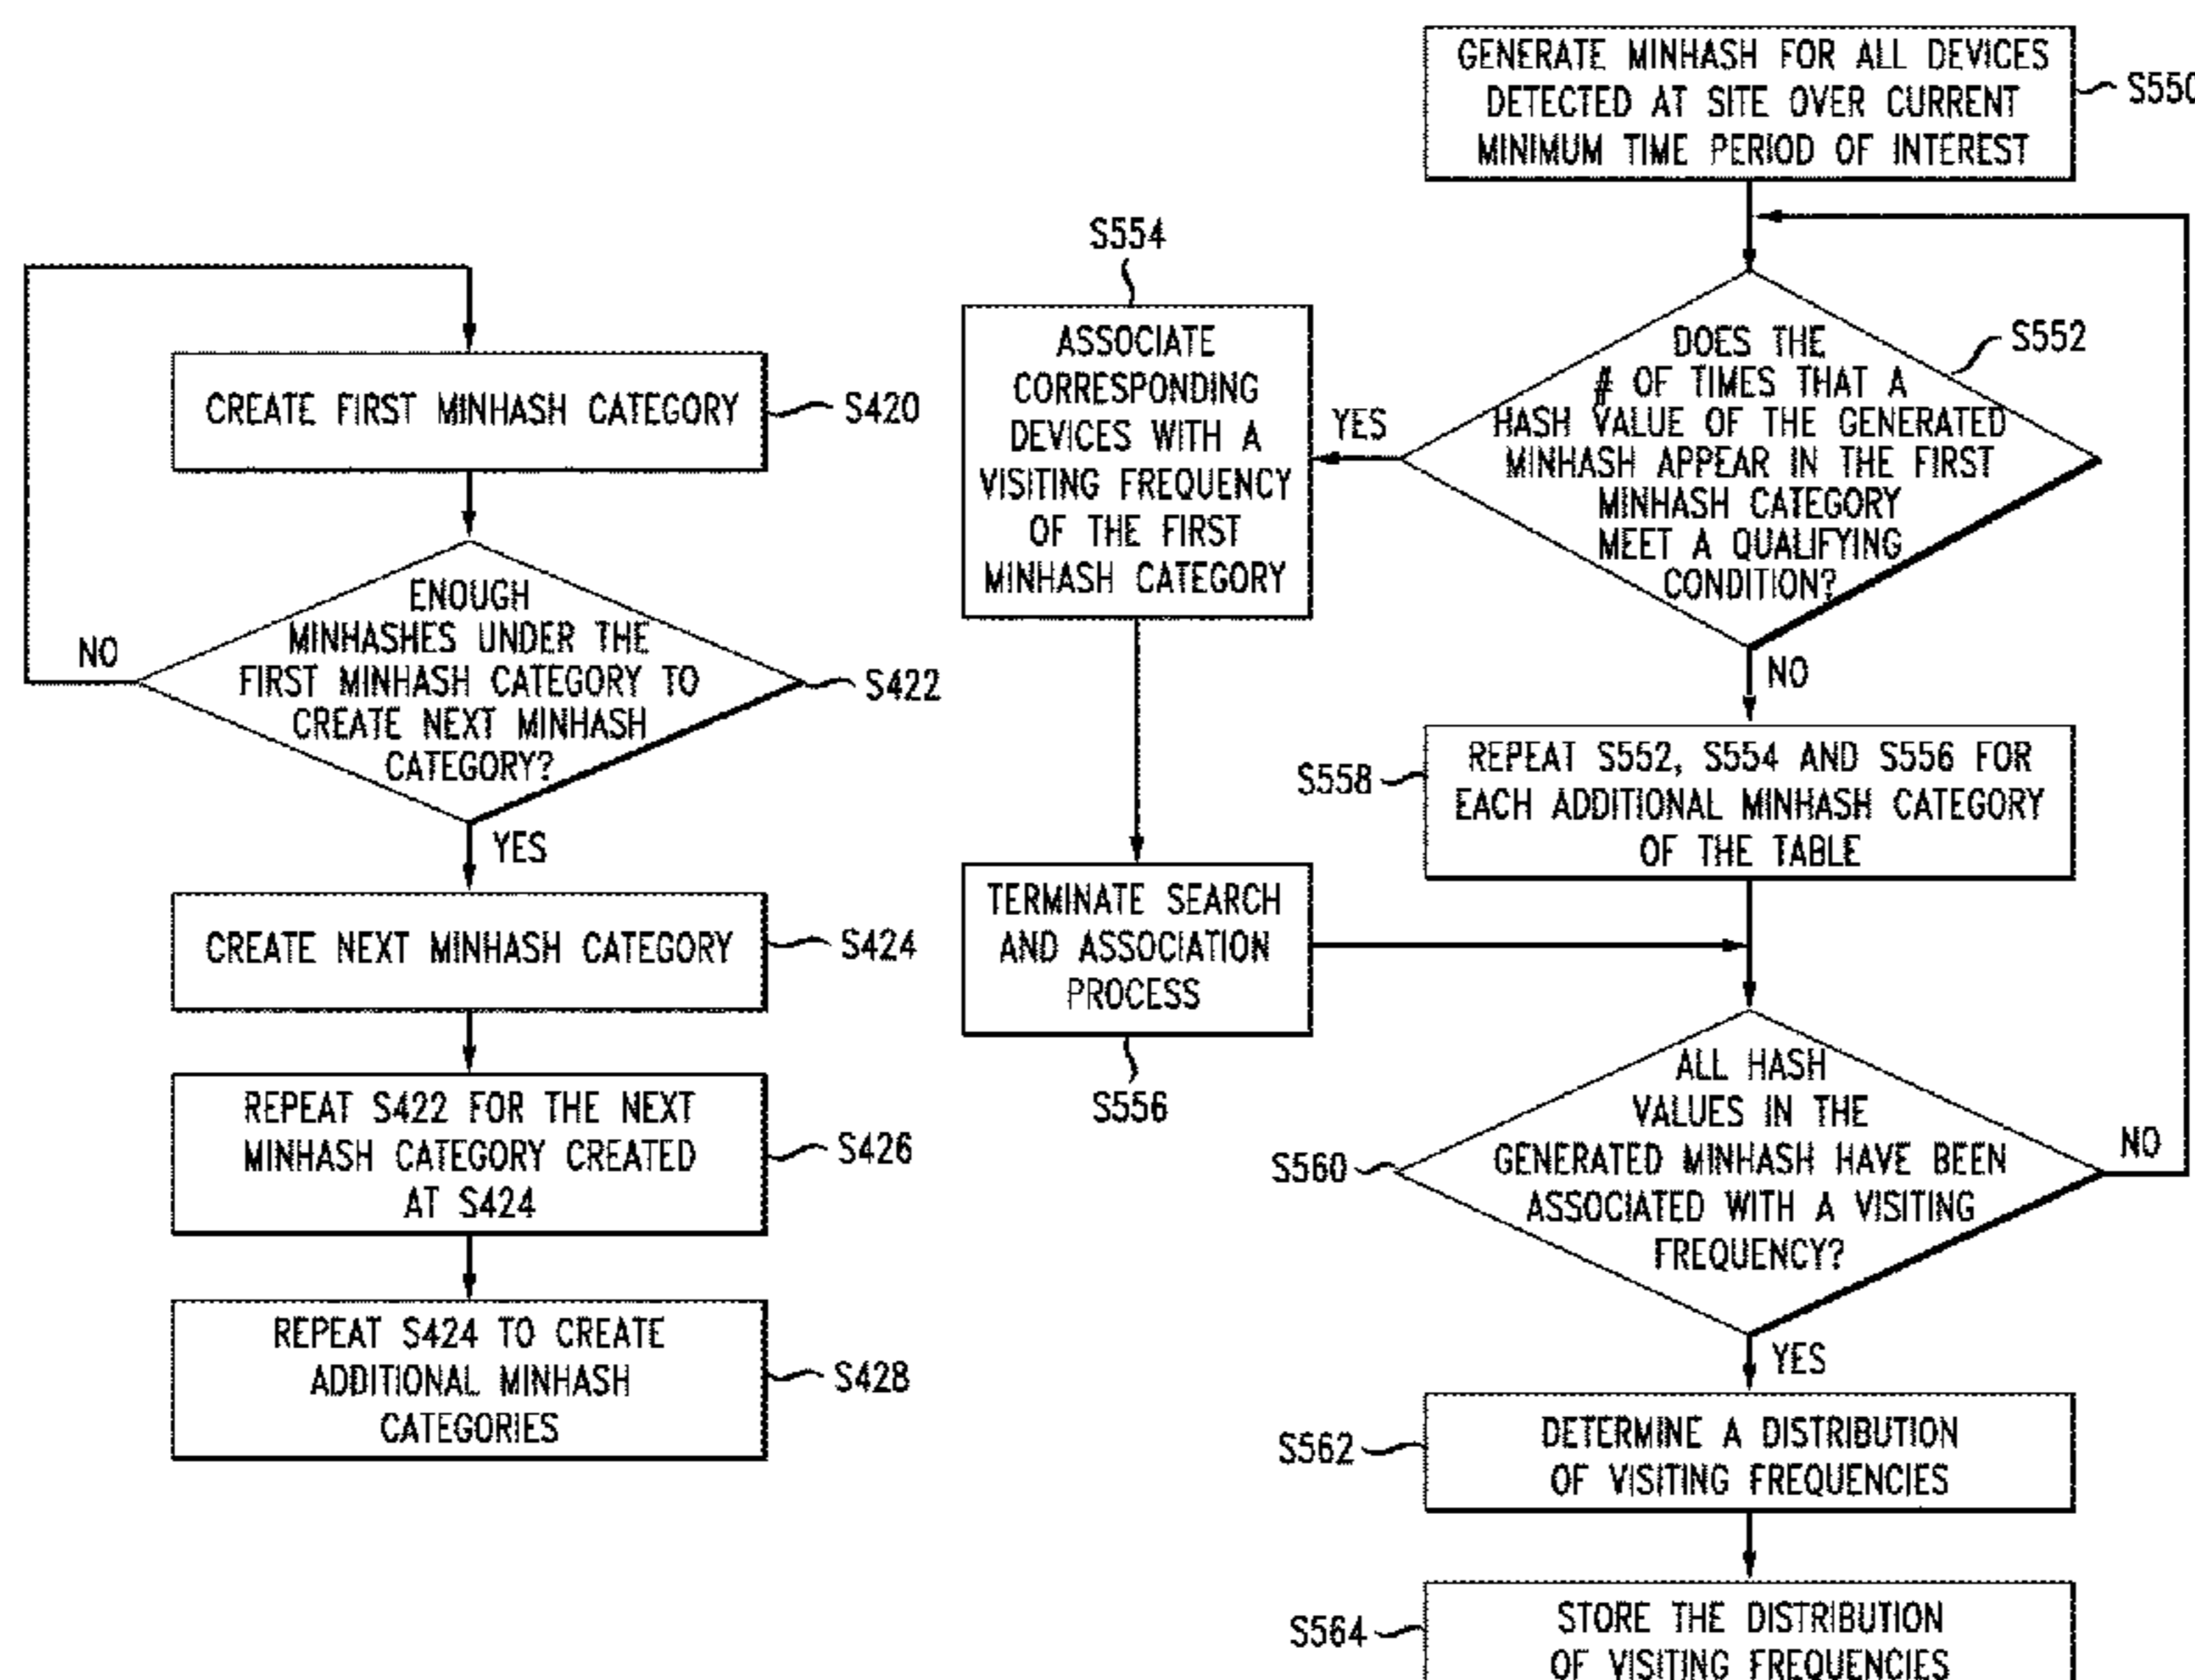 CREATE FIRST MINHASH CATEGORY
S420
ENOUGH
MINHASHES UNDER THE
FIRST MINHASH CATEGORY TO
CREATE NEXT MINHASH
CATEGORY?
S422
NO
YES
CREATE NEXT MINHASH CATEGORY
S424
REPEAT S422 FOR THE NEXT
MINHASH CATEGORY CREATED
AT S424
S426
REPEAT S424 TO CREATE
ADDITIONAL MINHASH
CATEGORIES
S428
GENERATE MINHASH FOR ALL DEVICES
DETECTED AT SITE OVER CURRENT
MINIMUM TIME PERIOD OF INTEREST
S550
DOES THE
# OF TIMES THAT A
HASH VALUE OF THE GENERATED
MINHASH APPEAR IN THE FIRST
MINHASH CATEGORY
MEET A QUALIFYING
CONDITION?
S552
YES
S554
ASSOCIATE
CORRESPONDING
DEVICES WITH A
VISITING FREQUENCY
OF THE FIRST
MINHASH CATEGORY
NO
TERMINATE SEARCH
AND ASSOCIATION
PROCESS
S556
S558
REPEAT S552, S554 AND S556 FOR
EACH ADDITIONAL MINHASH CATEGORY
OF THE TABLE
S560
ALL HASH
VALUES IN THE
GENERATED MINHASH HAVE BEEN
ASSOCIATED WITH A VISITING
FREQUENCY?
NO
YES
S562
DETERMINE A DISTRIBUTION
OF VISITING FREQUENCIES
S564
STORE THE DISTRIBUTION
OF VISITING FREQUENCIES